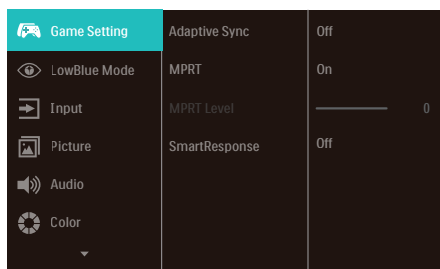 Game Setting
Adaptive Sync
Off
LowBlue Mode
MPRT
On
Input
MPRT Level
0
Picture
SmartResponse
Off
Audio
Color